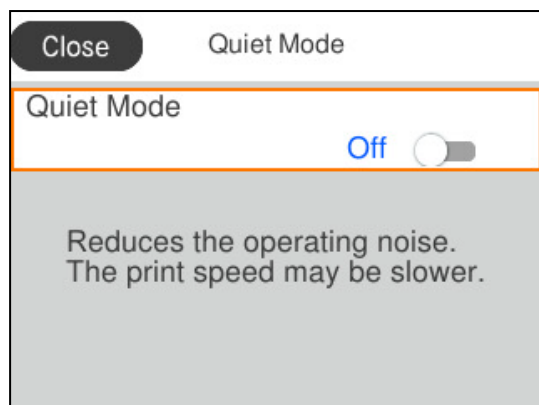 Close
Quiet Mode
Quiet Mode
Off
Reduces the operating noise.
The print speed may be slower.